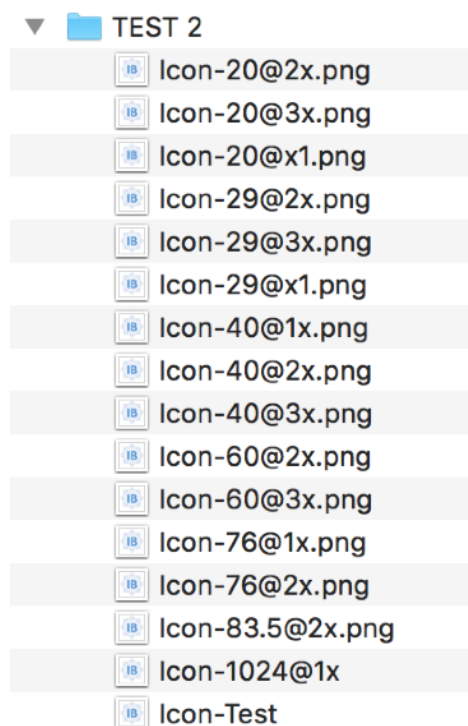 TEST 2
Icon-20@2x.png
Icon-20@3x.png
Icon-20@x1.png
Icon-29@2x.png
Icon-29@3x.png
Icon-29@x1.png
Icon-40@1x.png
Icon-40@2x.png
Icon-40@3x.png
Icon-60@2x.png
Icon-60@3x.png
Icon-76@1x.png
Icon-76@2x.png
Icon-83.5@2x.png
Icon-1024@1x
Icon-Test